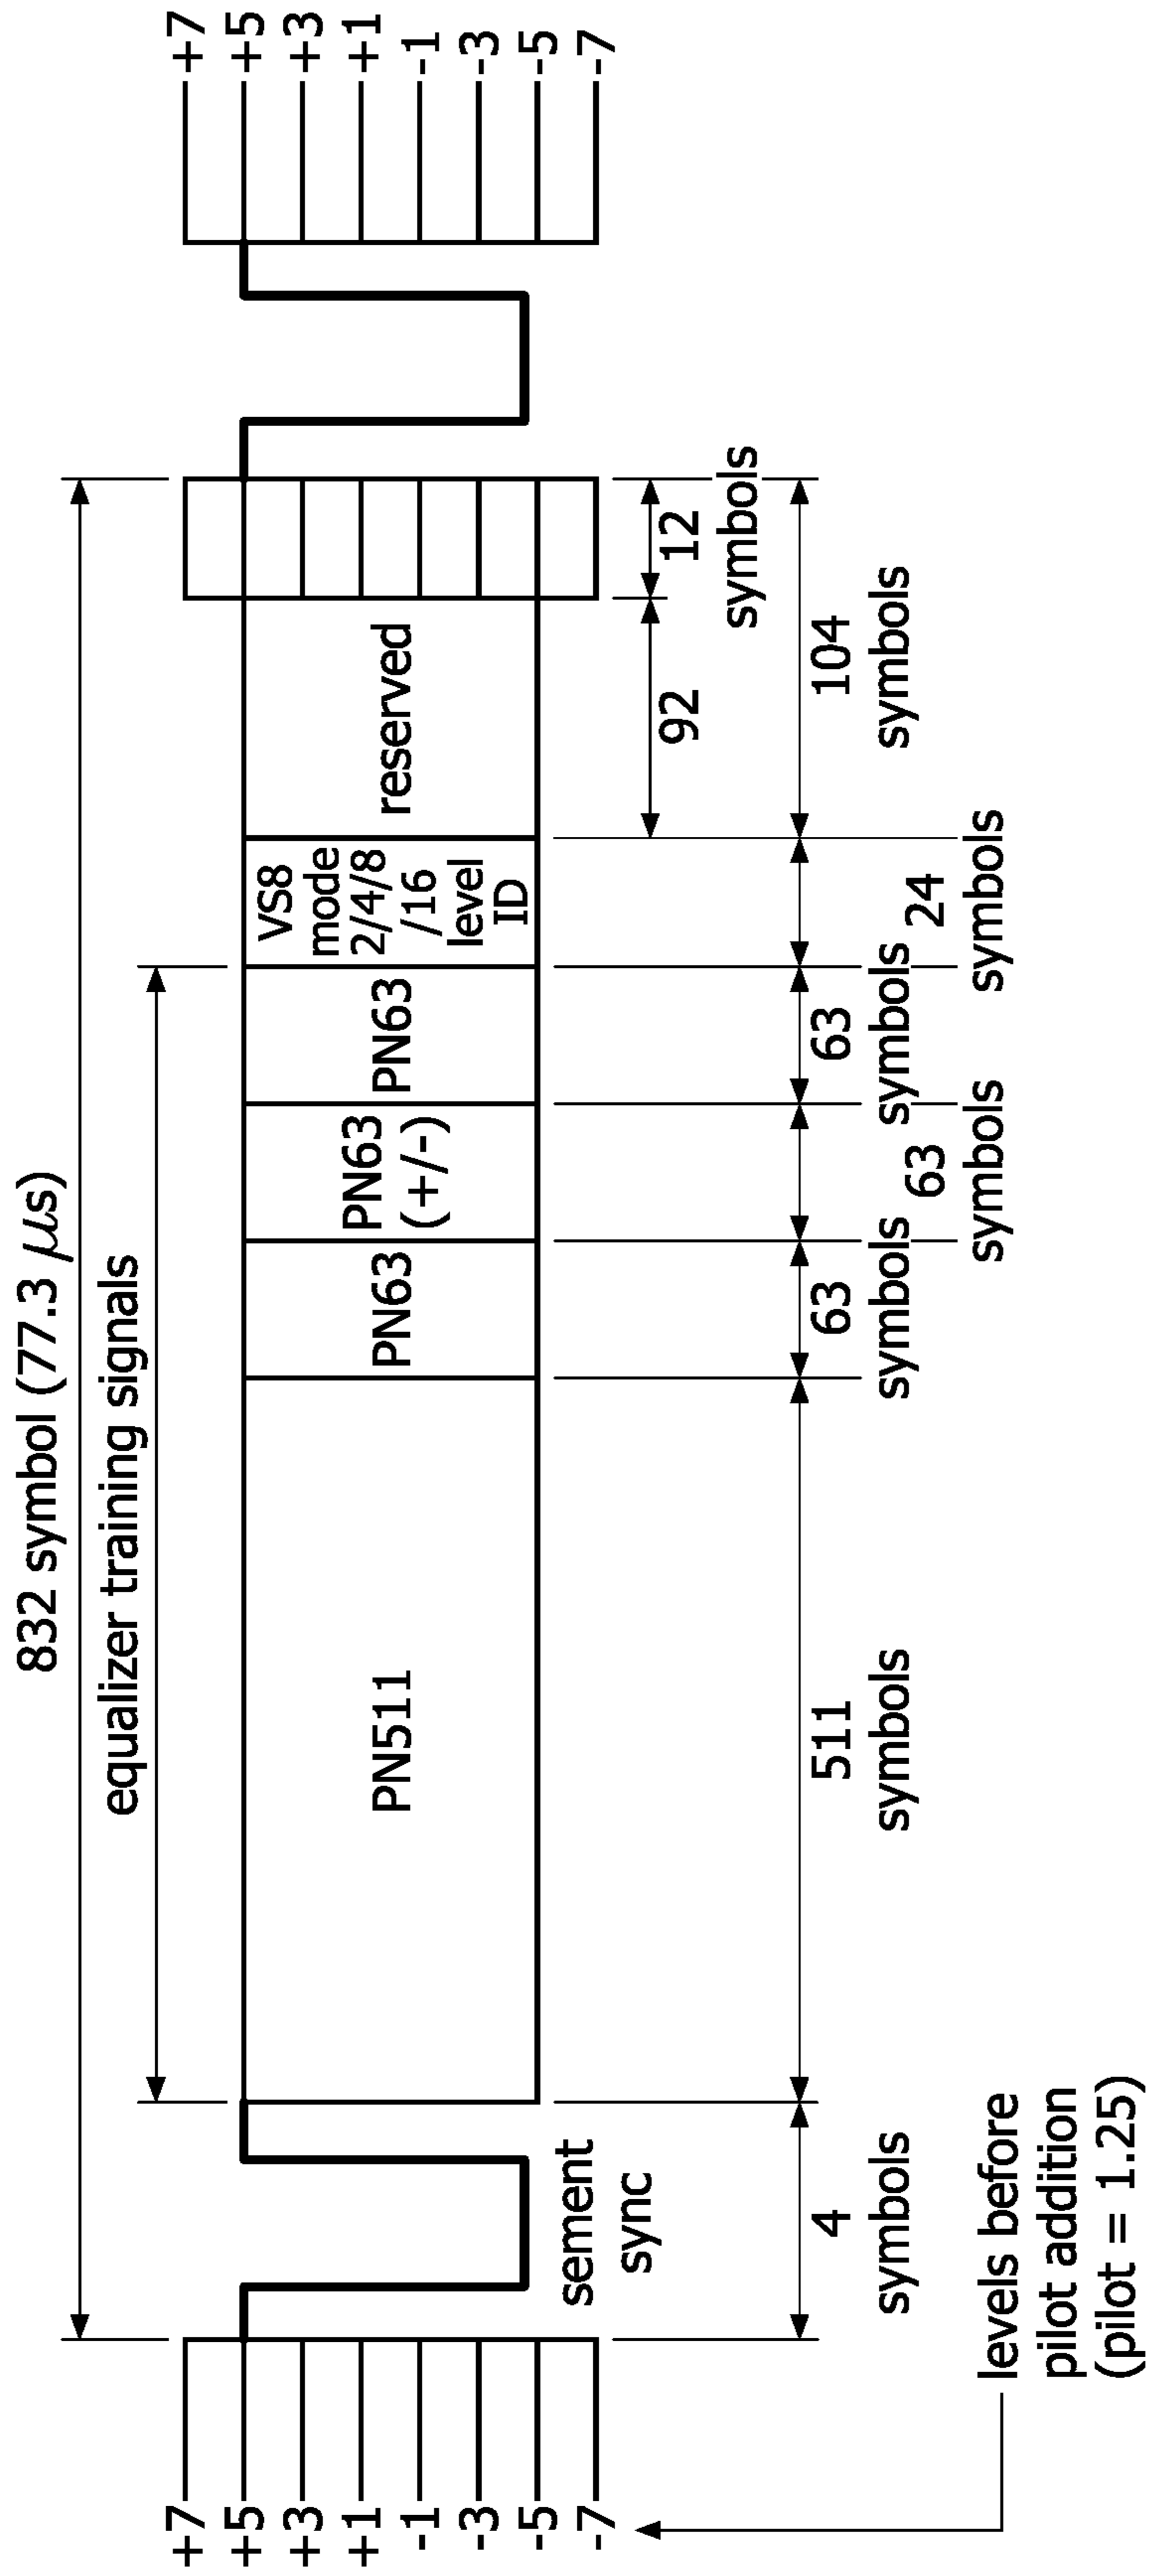 832 symbol (77.3 μs)
equalizer training signals
+7
+5
+3
+1
-1
-3
-5
-7
sement
sync
PN511
PN63
PN63
(+/-)
PN63
VS8
mode
2/4/8
/16
level
ID
reserved
+7
+5
+3
+1
-1
-3
-5
-7
92
12
symbols
4
symbols
511
symbols
63
symbols
63
symbols
63
symbols
24
symbols
104
symbols
levels before
pilot addition
(pilot = 1.25)